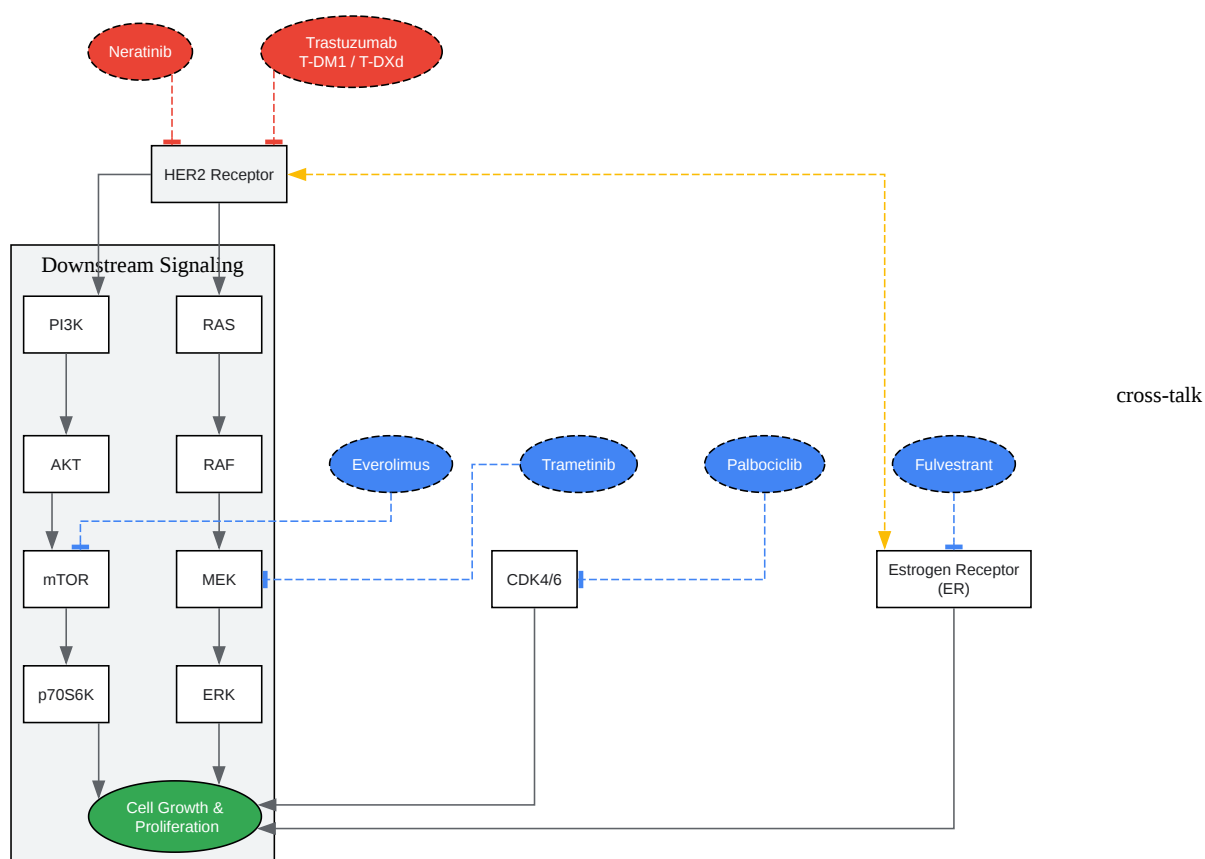 Neratinib
Trastuzumab
T-DM1 / T-DXd
HER2 Receptor
Downstream Signaling
PI3K
RAS
cross-talk
AKT
RAF
Everolimus
Trametinib
Palbociclib
Fulvestrant
mTOR
MEK
CDK4/6
Estrogen Receptor
(ER)
p70S6K
ERK
Cell Growth &
Proliferation